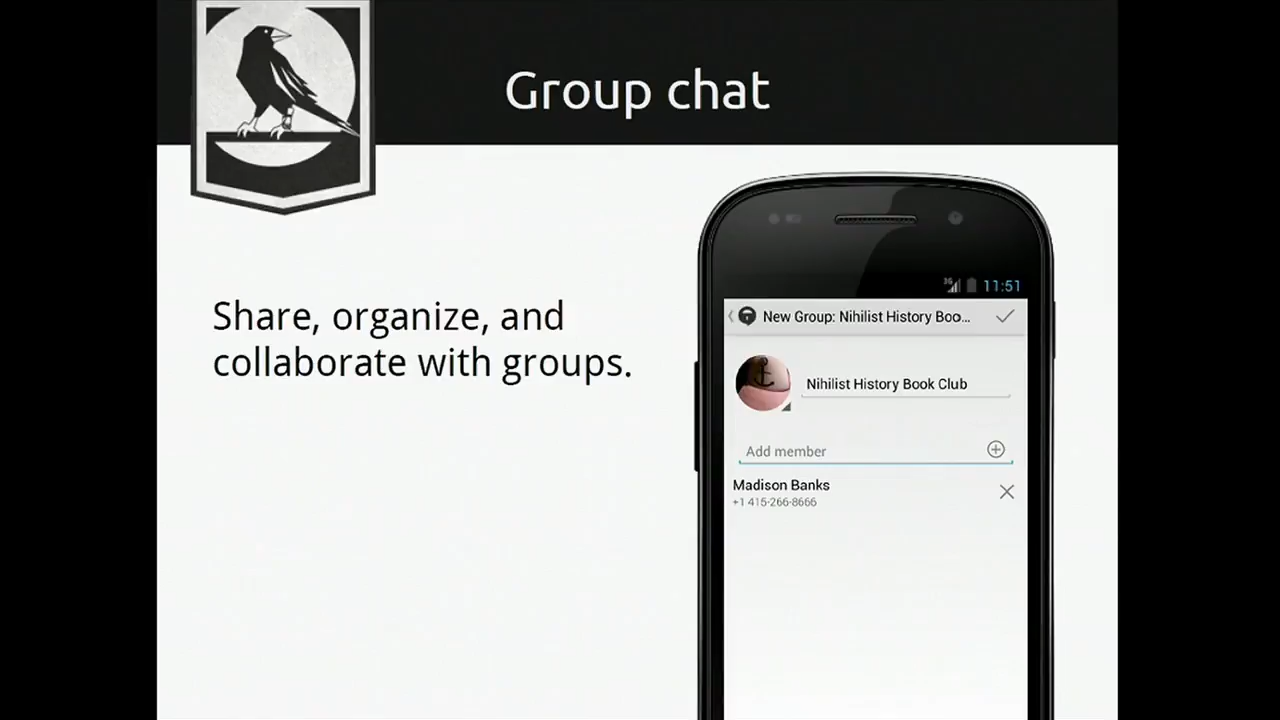 Group chat
Share, organize, and
collaborate with groups.
3G 11:51
New Group: Nihilist History Boo...
Nihilist History Book Club
Add member
Madison Banks
+1 415-266-8666